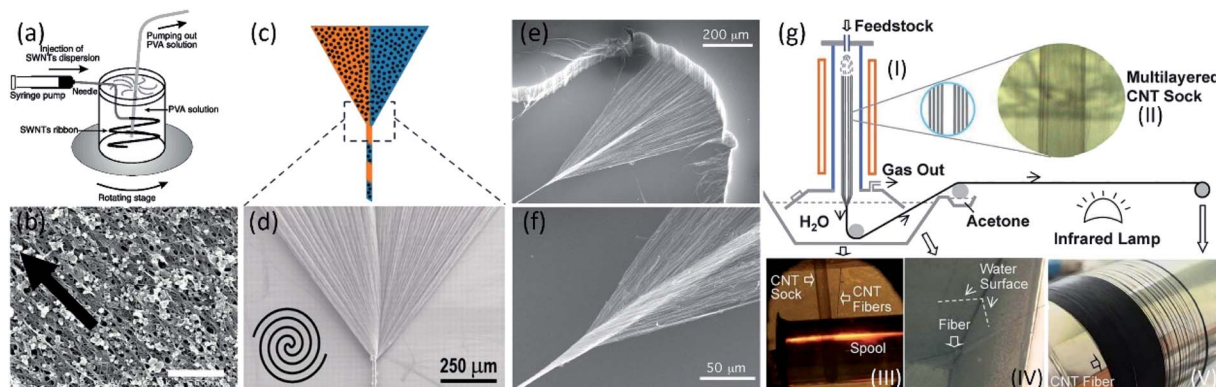 (a)
Pumping out
PVA solution
Injection of
SWNTs dispersion
Syringe pump
Needle
PVA solution
SWNTs ribbon
Rotating stage
(b)
(c)
(d)
250 μm
(e)
200 μm
(f)
50 μm
(g)
Feedstock
(I)
Multilayered
CNT Sock
(II)
Gas Out
H2O
Acetone
Infrared Lamp
CNT
Sock
CNT
Fibers
Spool
(III)
Water
Surface
Fiber
(IV)
CNT Fiber
(V)